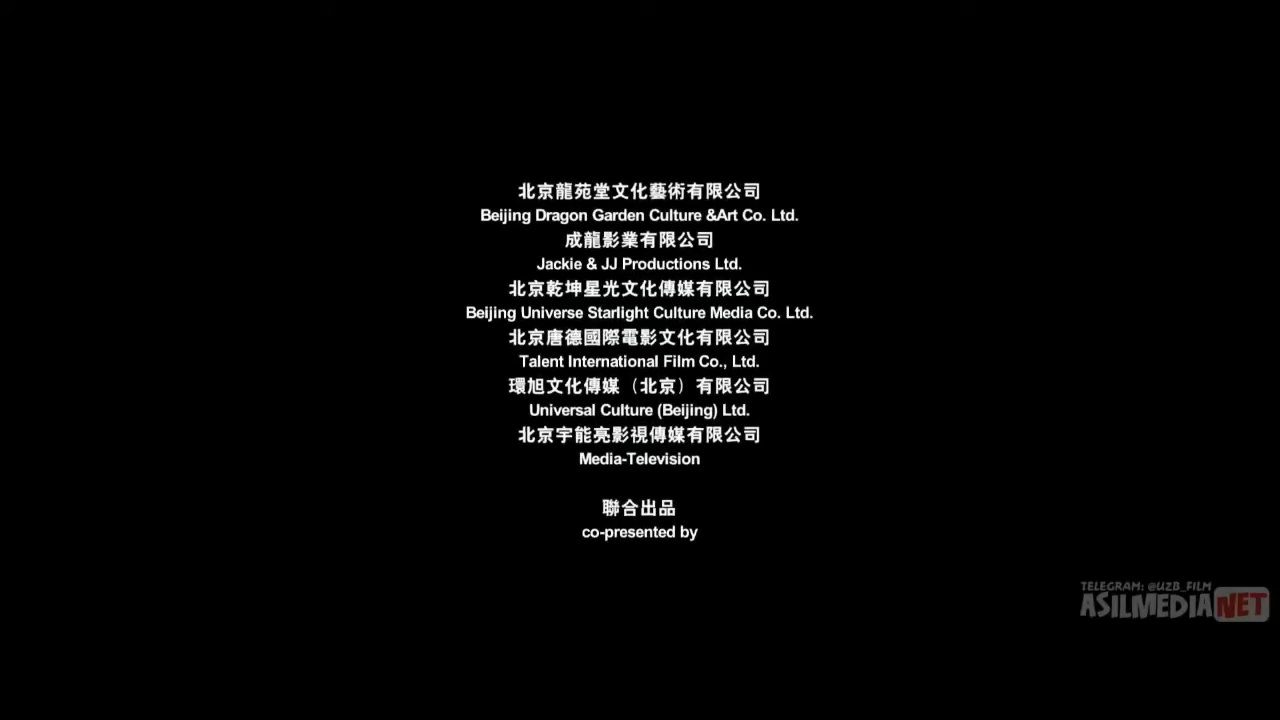 北京龍苑堂文化藝術有限公司
Beijing Dragon Garden Culture &Art Co. Ltd.
成龍影業有限公司
Jackie & JJ Productions Ltd.
北京乾坤星光文化傳媒有限公司
Beijing Universe Starlight Culture Media Co. Ltd.
北京唐德國際電影文化有限公司
Talent International Film Co., Ltd.
環旭文化傳媒（北京）有限公司
Universal Culture (Beijing) Ltd.
北京宇能亮影視傳媒有限公司
Media-Television
聯合出品
co-presented by
TELEGRAM: @UZB_FILM
ASILMEDIA NET